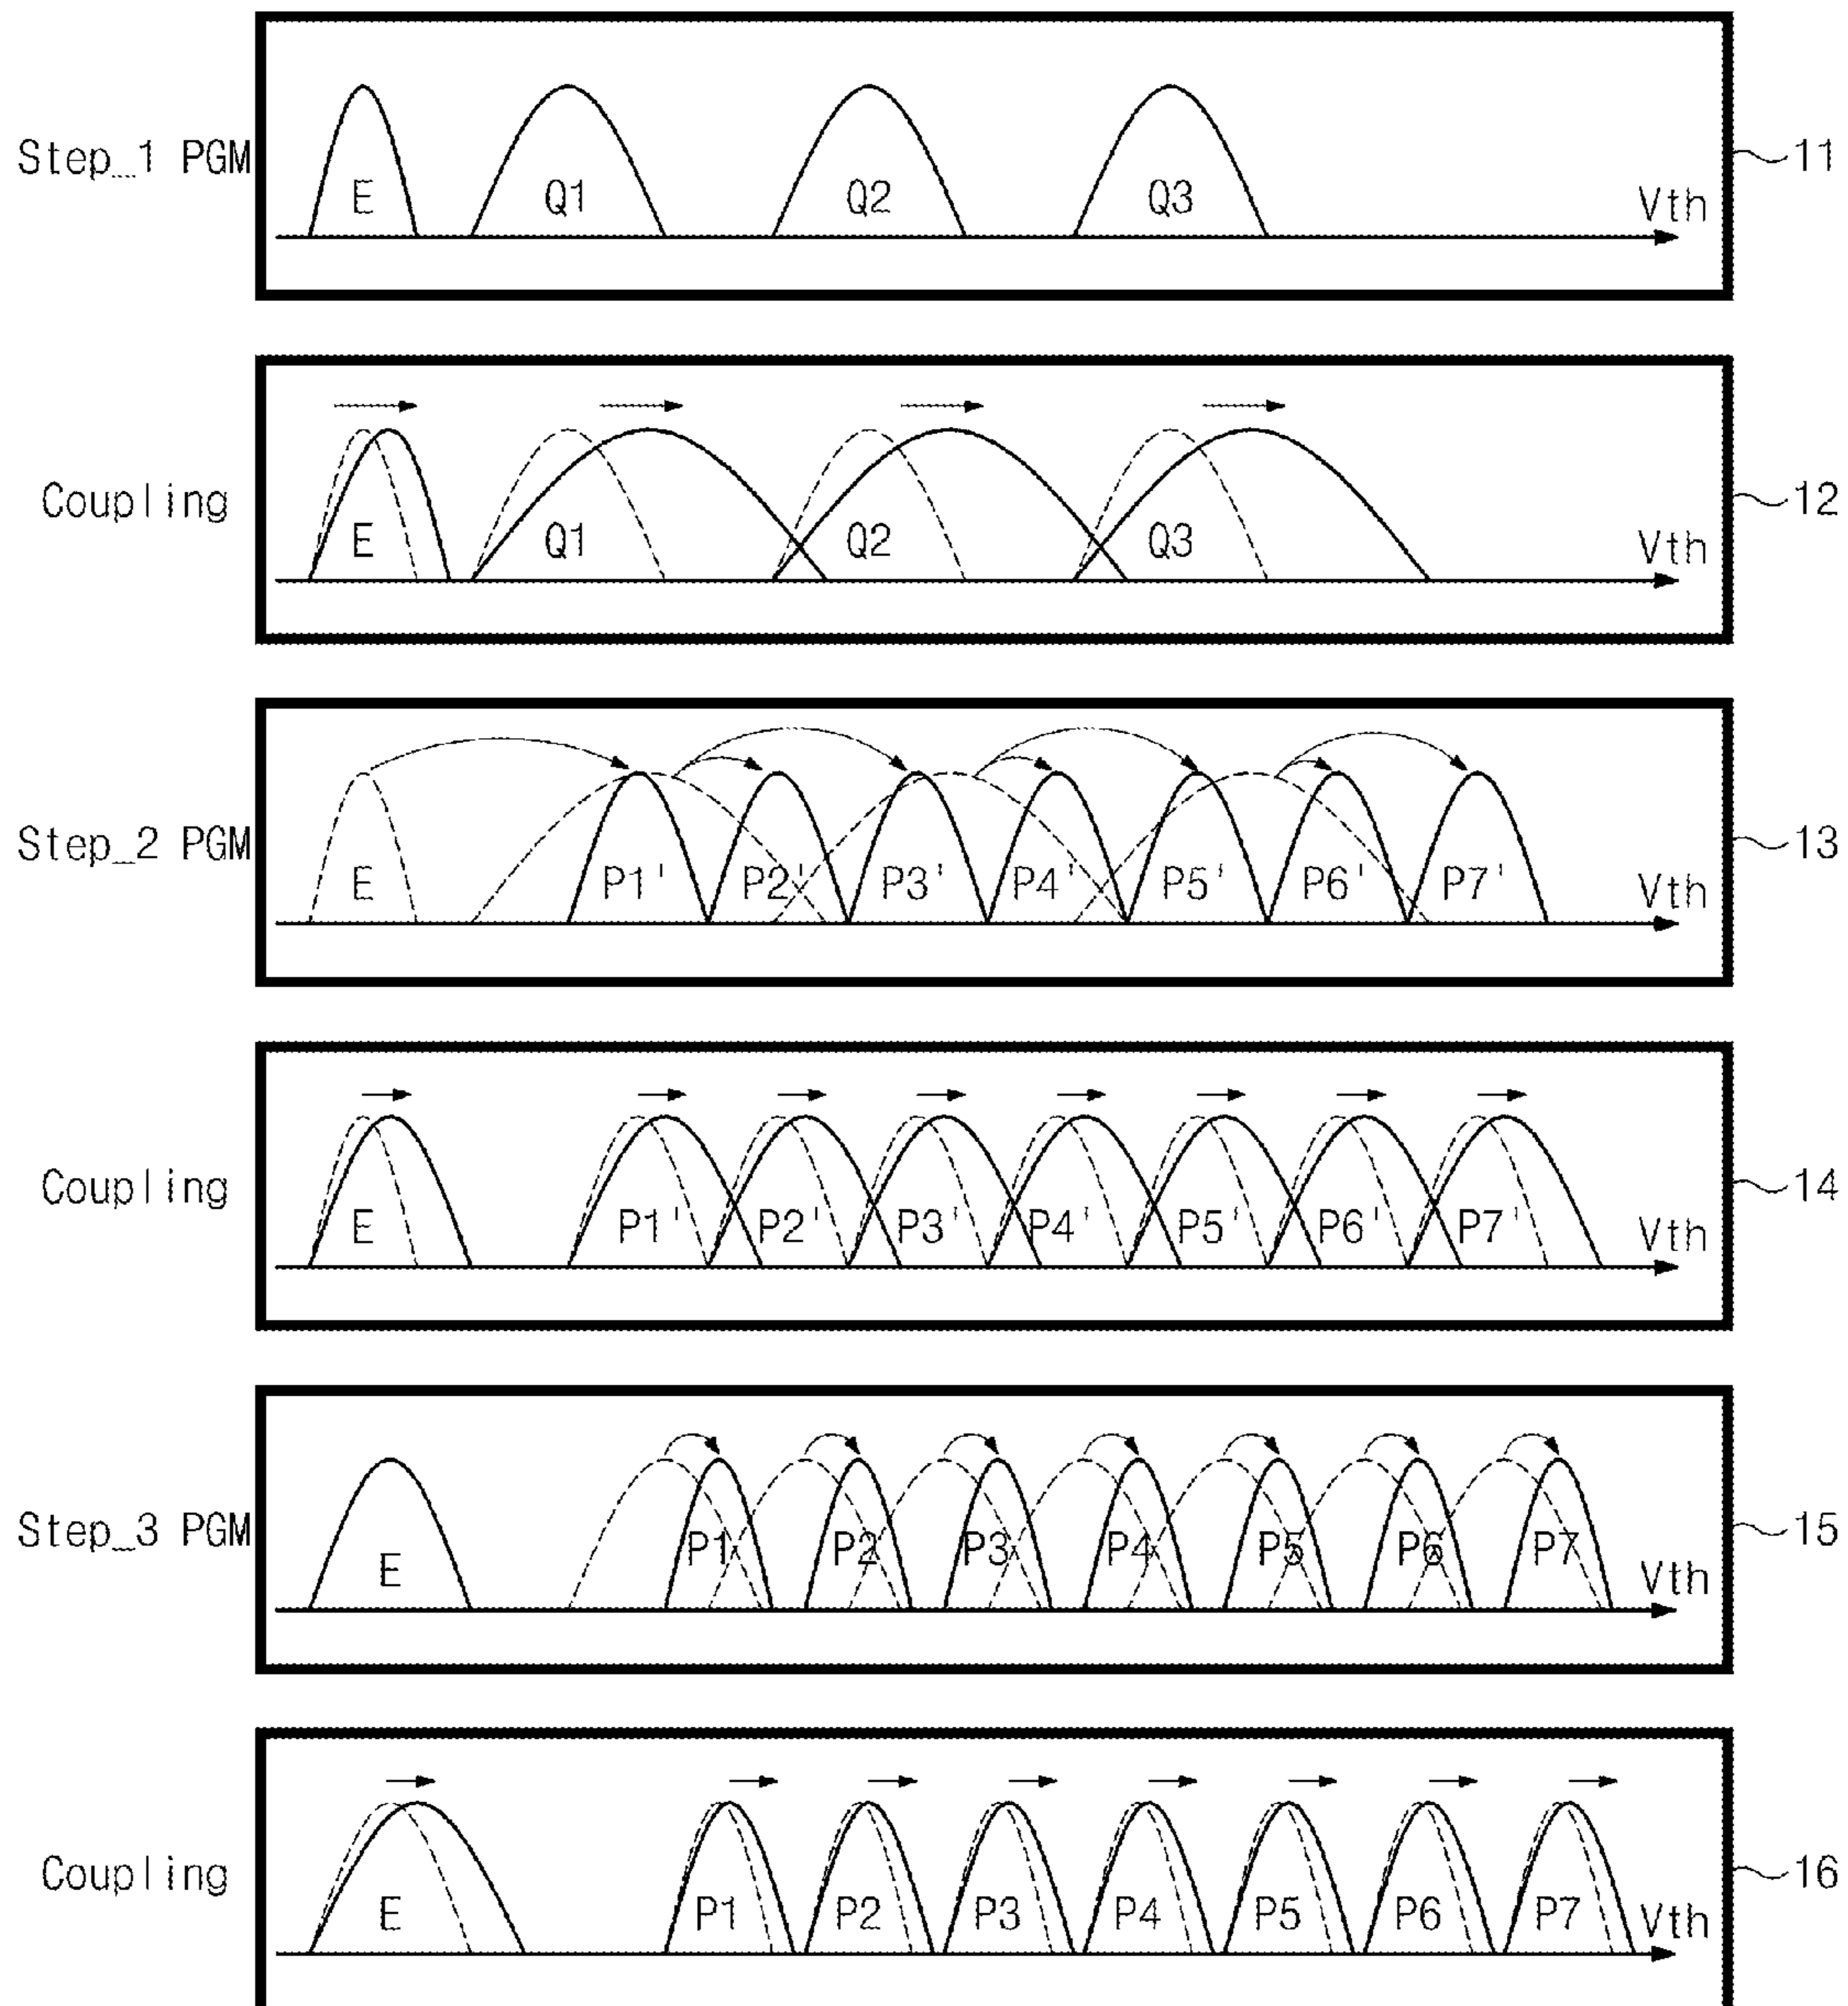 Step_1 PGM
E Q1 Q2 Q3 Vth
11
Coupling
E Q1 Q2 Q3 Vth
12
Step_2 PGM
E P1' P2' P3' P4' P5' P6' P7' Vth
13
Coupling
E P1' P2' P3' P4' P5' P6' P7' Vth
14
Step_3 PGM
E P1 P2 P3 P4 P5 P6 P7 Vth
15
Coupling
E P1 P2 P3 P4 P5 P6 P7 Vth
16